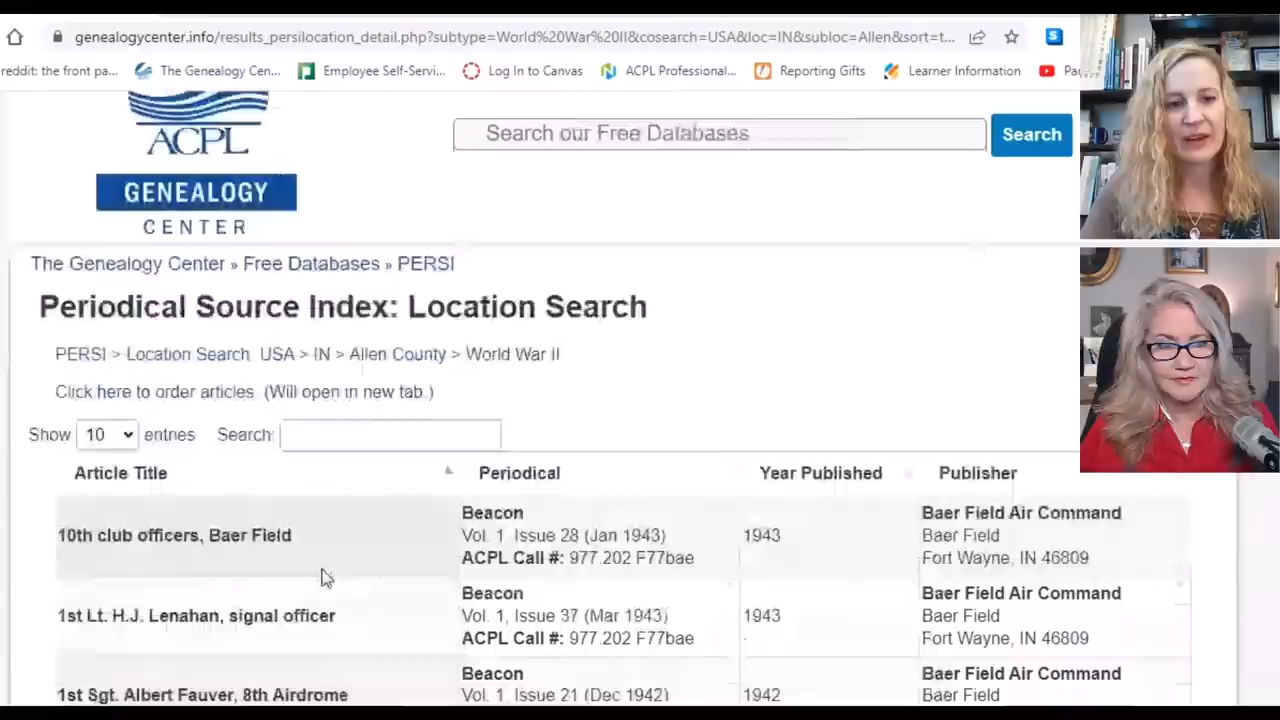 genealogycenter.info/results_persilocation_detail.php?subtype=World%20War%20II&cosearch=USA&loc=IN&subloc=Allen&sort=t...
reddit: the front pa...
The Genealogy Cen...
Employee Self-Servi...
Log In to Canvas
ACPL Professional...
Reporting Gifts
Learner Information
ACPL
GENEALOGY
CENTER
Search our Free Databases
Search
The Genealogy Center » Free Databases » PERSI
Periodical Source Index: Location Search
PERSI > Location Search USA > IN > Allen County > World War II
Click here to order articles (Will open in new tab.)
Show 10 entries Search:
Article Title Periodical Year Published Publisher
Beacon Baer Field Air Command
10th club officers, Baer Field Vol. 1 Issue 28 (Jan 1943) 1943 Baer Field
ACPL Call #: 977.202 F77bae Fort Wayne, IN 46809
Beacon Baer Field Air Command
1st Lt. H.J. Lenahan, signal officer Vol. 1, Issue 37 (Mar 1943) 1943 Baer Field
ACPL Call #: 977.202 F77bae Fort Wayne, IN 46809
Beacon Baer Field Air Command
1st Sgt. Albert Fauver, 8th Airdrome Vol. 1 Issue 21 (Dec 1942) 1942 Baer Field